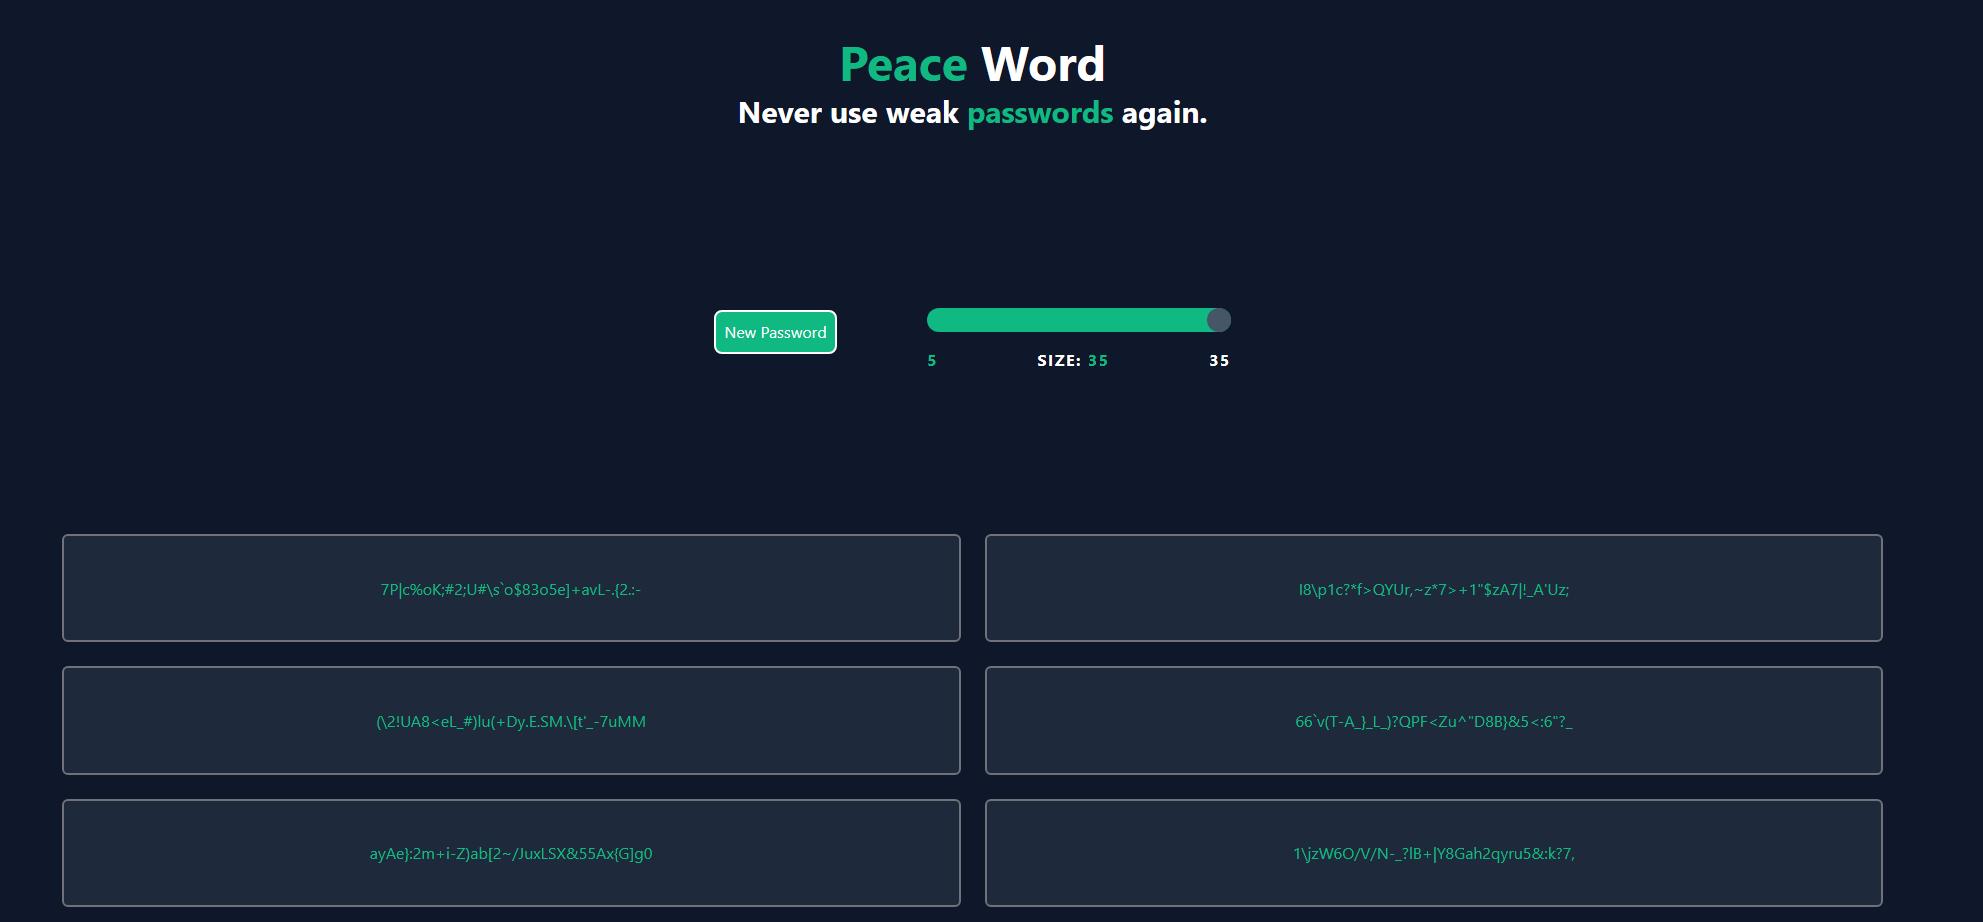 Peace Word
Never use weak passwords again.
New Password
5 SIZE: 35 35
7P|c%oK;#2;U#\s`o$83o5e]+avL-.{2.:-
I8\p1c?*f>QYUr,~z*7>+1"$zA7|!_A'Uz;
(\2!UA8<eL_#)lu(+Dy.E.SM.\[t'_-7uMM
66`v(T-A_}_L_)?QPF<Zu^"D8B}&5<:6"?_
ayAe}:2m+i-Z)ab[2~/JuxLSX&55Ax{G]g0
1\jzW6O/V/N-_?lB+|Y8Gah2qyru5&:k?7,